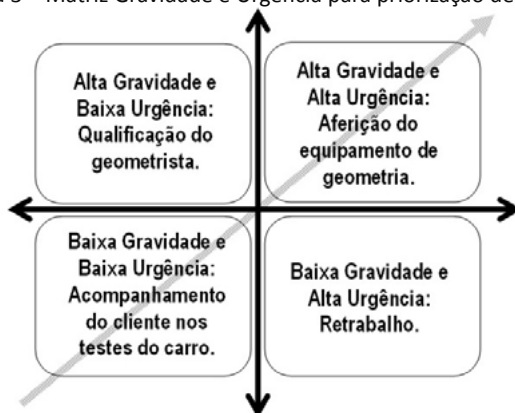 Matriz Gravidade e Urgência para priorização de
Alta Gravidade e
Baixa Urgência:
Qualificação do
geometrista.
Alta Gravidade e
Alta Urgência:
Aferição do
equipamento de
geometria.
Baixa Gravidade e
Baixa Urgência:
Acompanhamento
do cliente nos
testes do carro.
Baixa Gravidade e
Alta Urgência:
Retrabalho.